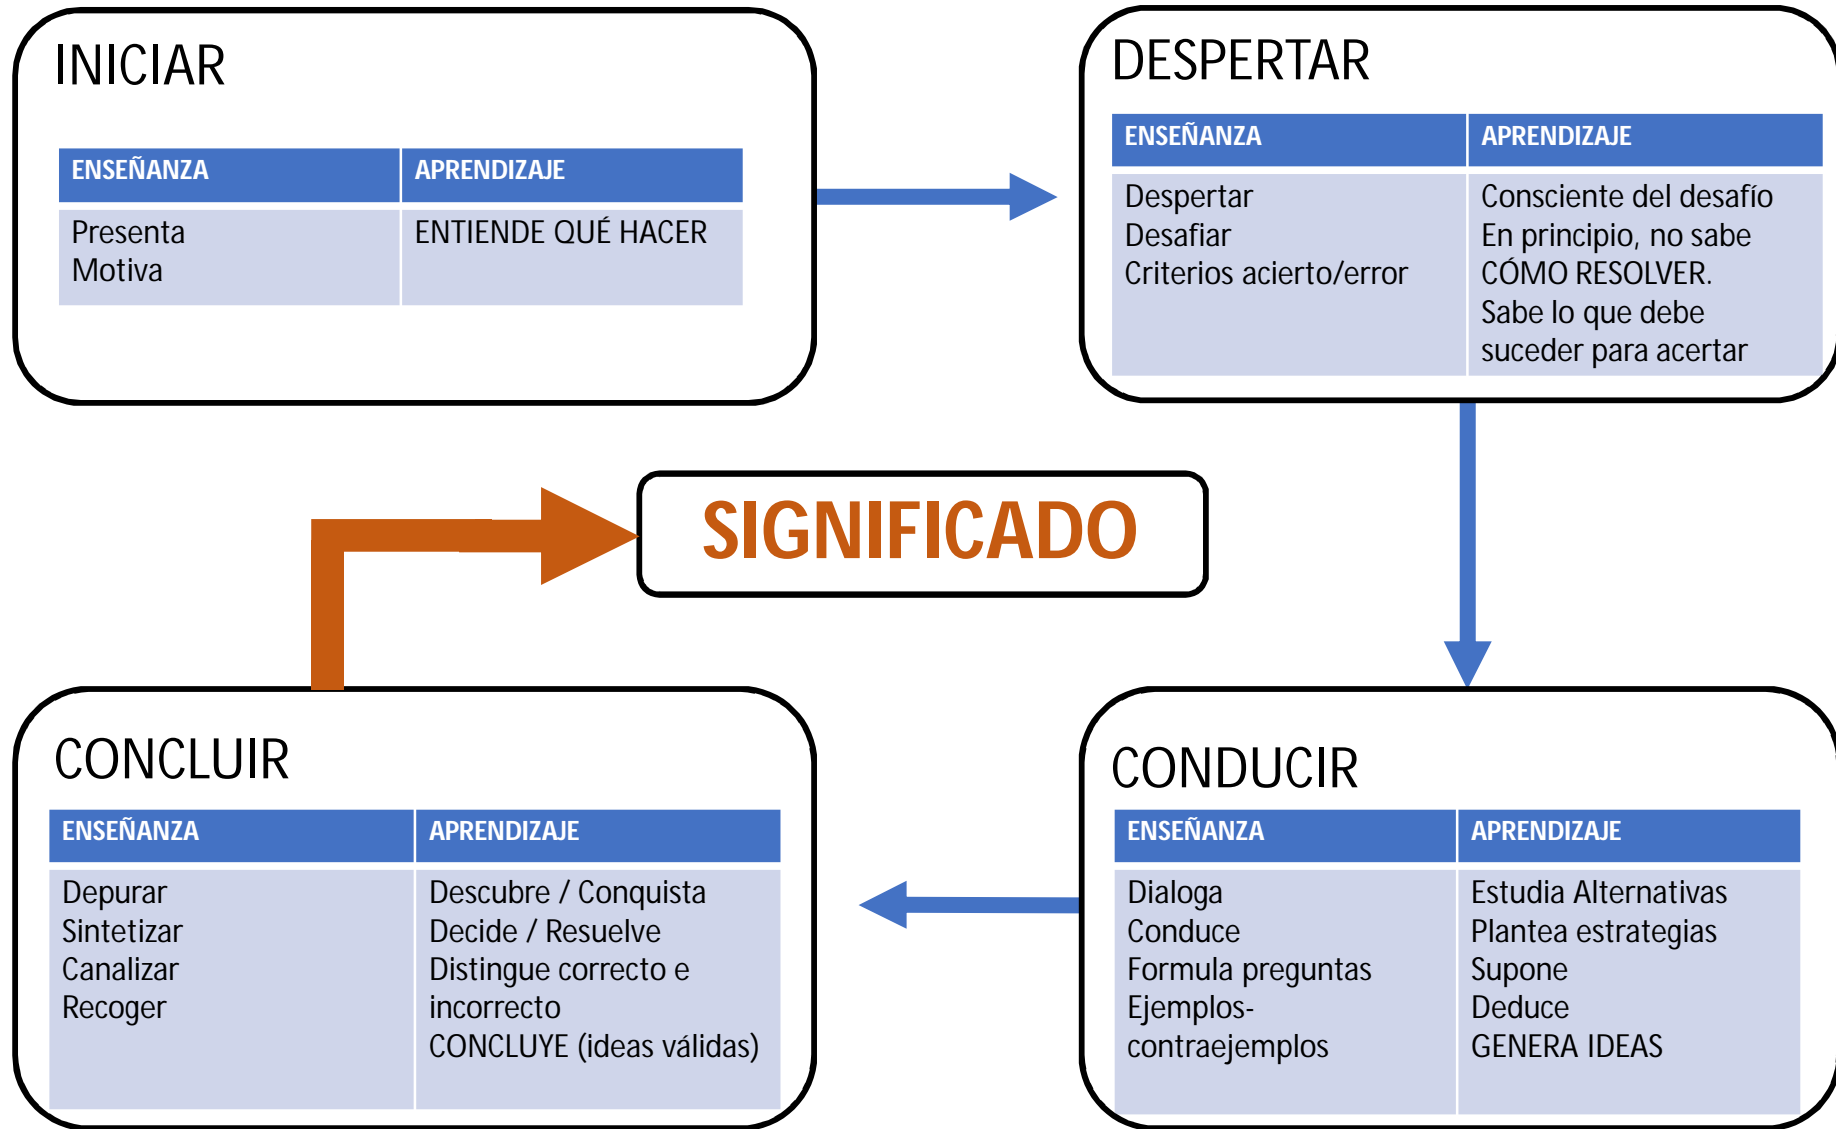 INICIAR
ENSEÑANZA
APRENDIZAJE
Presenta
Motiva
ENTIENDE QUÉ HACER
DESPERTAR
ENSEÑANZA
APRENDIZAJE
Despertar
Desafiar
Criterios acierto/error
Consciente del desafío
En principio, no sabe
CÓMO RESOLVER.
Sabe lo que debe
suceder para acertar
SIGNIFICADO
CONCLUIR
ENSEÑANZA
APRENDIZAJE
Depurar
Sintetizar
Canalizar
Recoger
Descubre / Conquista
Decide / Resuelve
Distingue correcto e
incorrecto
CONCLUYE (ideas válidas)
CONDUCIR
ENSEÑANZA
APRENDIZAJE
Dialoga
Conduce
Formula preguntas
Ejemplos-
contraejemplos
Estudia Alternativas
Plantea estrategias
Supone
Deduce
GENERA IDEAS